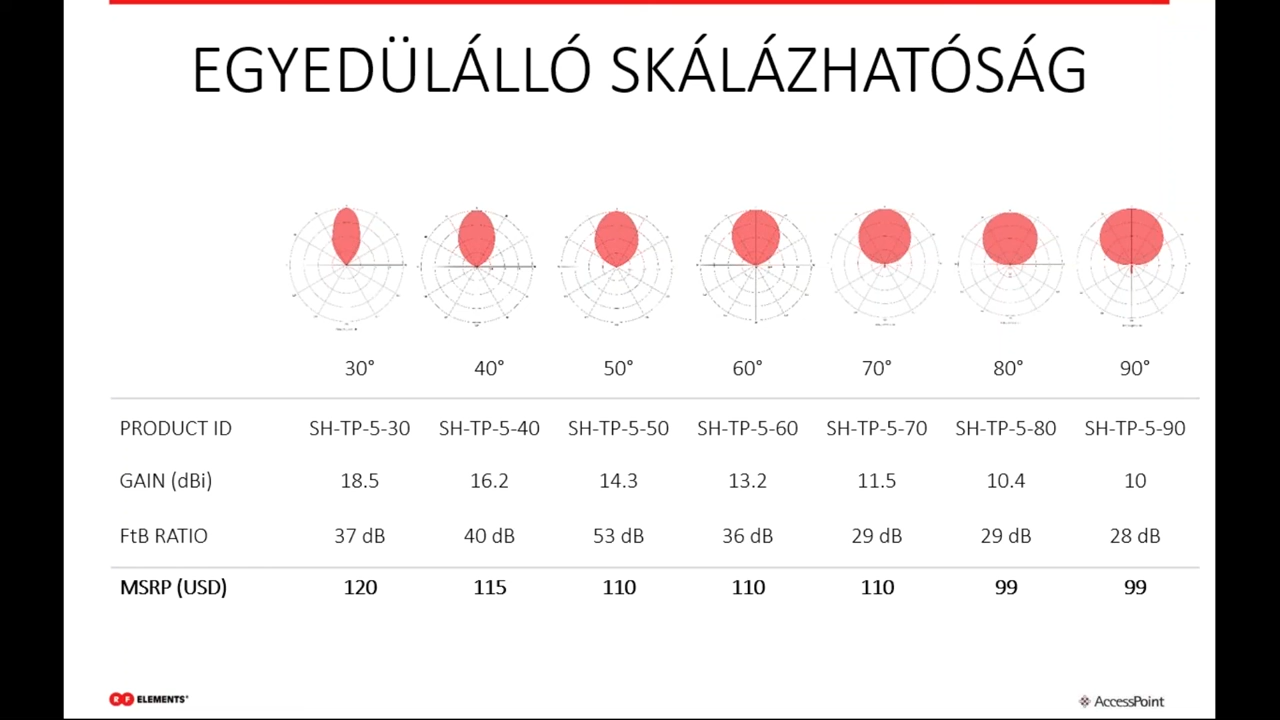 EGYEDÜLÁLLÓ SKÁLÁZHATÓSÁG
30° 40° 50° 60° 70° 80° 90°
PRODUCT ID SH-TP-5-30 SH-TP-5-40 SH-TP-5-50 SH-TP-5-60 SH-TP-5-70 SH-TP-5-80 SH-TP-5-90
GAIN (dBi) 18.5 16.2 14.3 13.2 11.5 10.4 10
FtB RATIO 37 dB 40 dB 53 dB 36 dB 29 dB 29 dB 28 dB
MSRP (USD) 120 115 110 110 110 99 99
RF ELEMENTS
AccessPoint